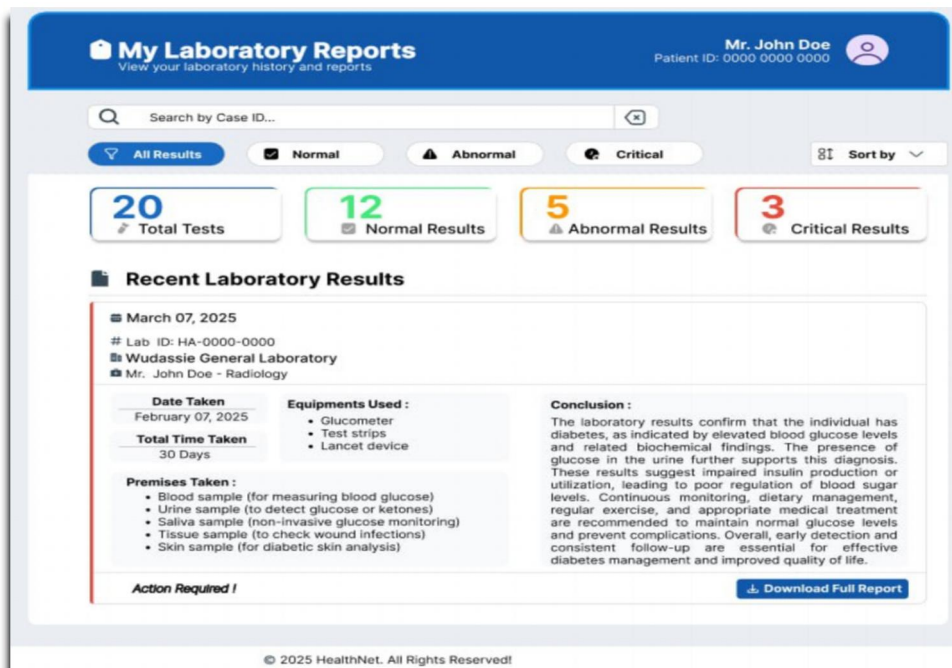 My Laboratory Reports
View your laboratory history and reports
Mr. John Doe
Patient ID: 0000 0000 0000
Search by Case ID...
All Results
Normal
Abnormal
Critical
Sort by
20
Total Tests
12
Normal Results
5
Abnormal Results
3
Critical Results
Recent Laboratory Results
March 07, 2025
# Lab ID: HA-0000-0000
Wudassie General Laboratory
Mr. John Doe - Radiology
Date Taken
February 07, 2025
Total Time Taken
30 Days
Equipments Used :
• Glucometer
• Test strips
• Lancet device
Premises Taken :
• Blood sample (for measuring blood glucose)
• Urine sample (to detect glucose or ketones)
• Saliva sample (non-invasive glucose monitoring)
• Tissue sample (to check wound infections)
• Skin sample (for diabetic skin analysis)
Conclusion :
The laboratory results confirm that the individual has
diabetes, as indicated by elevated blood glucose levels
and related biochemical findings. The presence of
glucose in the urine further supports this diagnosis.
These results suggest impaired insulin production or
utilization, leading to poor regulation of blood sugar
levels. Continuous monitoring, dietary management,
regular exercise, and appropriate medical treatment
are recommended to maintain normal glucose levels
and prevent complications. Overall, early detection and
consistent follow-up are essential for effective
diabetes management and improved quality of life.
Action Required !
Download Full Report
© 2025 HealthNet. All Rights Reserved!